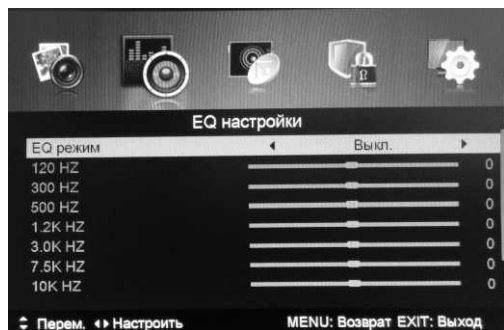 EQ настройки
EQ режим Выкл.
120 HZ 0
300 HZ 0
500 HZ 0
1.2K HZ 0
3.0K HZ 0
7.5K HZ 0
10K HZ 0
Перем. Настроить MENU: Возврат EXIT: Выход